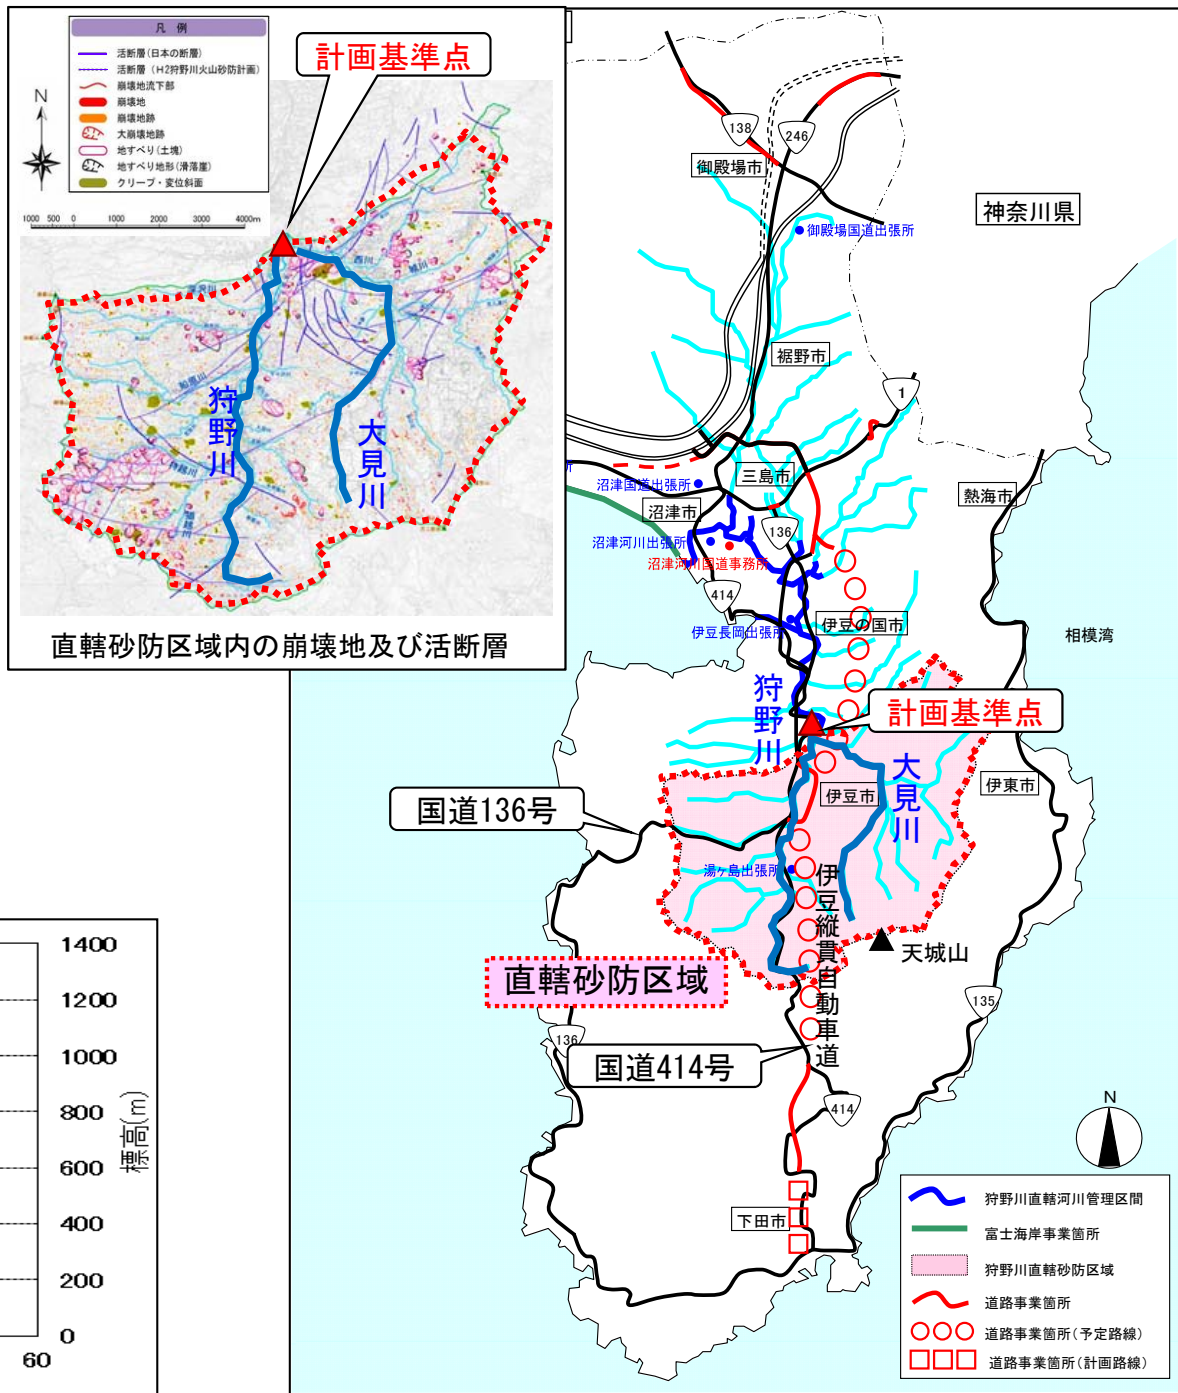 凡例
活断層(日本の断層)
活断層(H2狩野川火山砂防計画)
崩壊地流下部
崩壊地
崩壊地跡
大崩壊地跡
地すべり(土塊)
地すべり地形(滑落崖)
クリープ・変位斜面
N
1000 500 0 1000 2000 3000 4000m
計画基準点
狩野川
大見川
直轄砂防区域内の崩壊地及び活断層
138
246
御殿場市
神奈川県
御殿場国道出張所
裾野市
1
三島市
沼津国道出張所
沼津市
熱海市
136
沼津河川出張所
沼津河川国道事務所
414
伊豆長岡出張所
伊豆の国市
相模湾
狩野川
計画基準点
大見川
伊東市
伊豆市
国道136号
湯ヶ島出張所
伊豆縦貫自動車道
天城山
直轄砂防区域
135
136
国道414号
414
下田市
N
狩野川直轄河川管理区間
富士海岸事業箇所
狩野川直轄砂防区域
道路事業箇所
道路事業箇所(予定路線)
道路事業箇所(計画路線)
1400
1200
1000
800
600
400
200
0
60
標高(m)